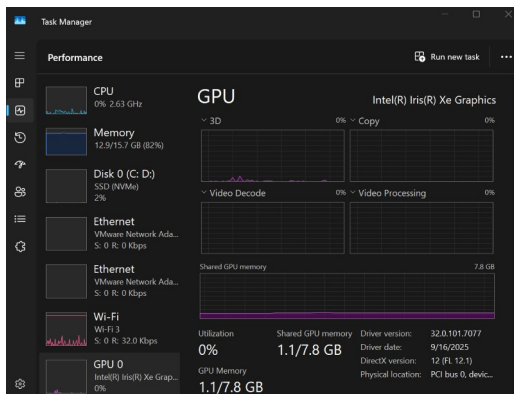 Task Manager
Performance
Run new task
CPU
0% 2.63 GHz
Memory
12.9/15.7 GB (82%)
Disk 0 (C: D:)
SSD (NVMe)
2%
Ethernet
VMware Network Ada...
S: 0 R: 0 Kbps
Ethernet
VMware Network Ada...
S: 0 R: 0 Kbps
Wi-Fi
Wi-Fi 3
S: 0 R: 32.0 Kbps
GPU 0
Intel(R) Iris(R) Xe Grap...
0%
GPU
Intel(R) Iris(R) Xe Graphics
3D 0%
Copy 0%
Video Decode 0%
Video Processing 0%
Shared GPU memory 7.8 GB
Utilization
0%
Shared GPU memory
1.1/7.8 GB
GPU Memory
1.1/7.8 GB
Driver version: 32.0.101.7077
Driver date: 9/16/2025
DirectX version: 12 (FL 12.1)
Physical location: PCI bus 0, devic...